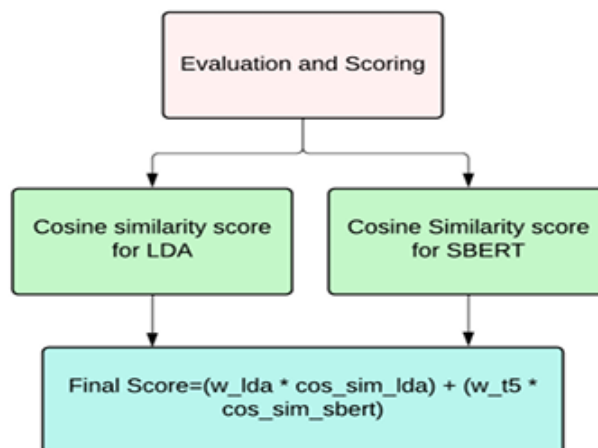 Evaluation and Scoring
Cosine similarity score
for LDA
Cosine Similarity score
for SBERT
Final Score=(w_lda * cos_sim_lda) + (w_t5 *
cos_sim_sbert)